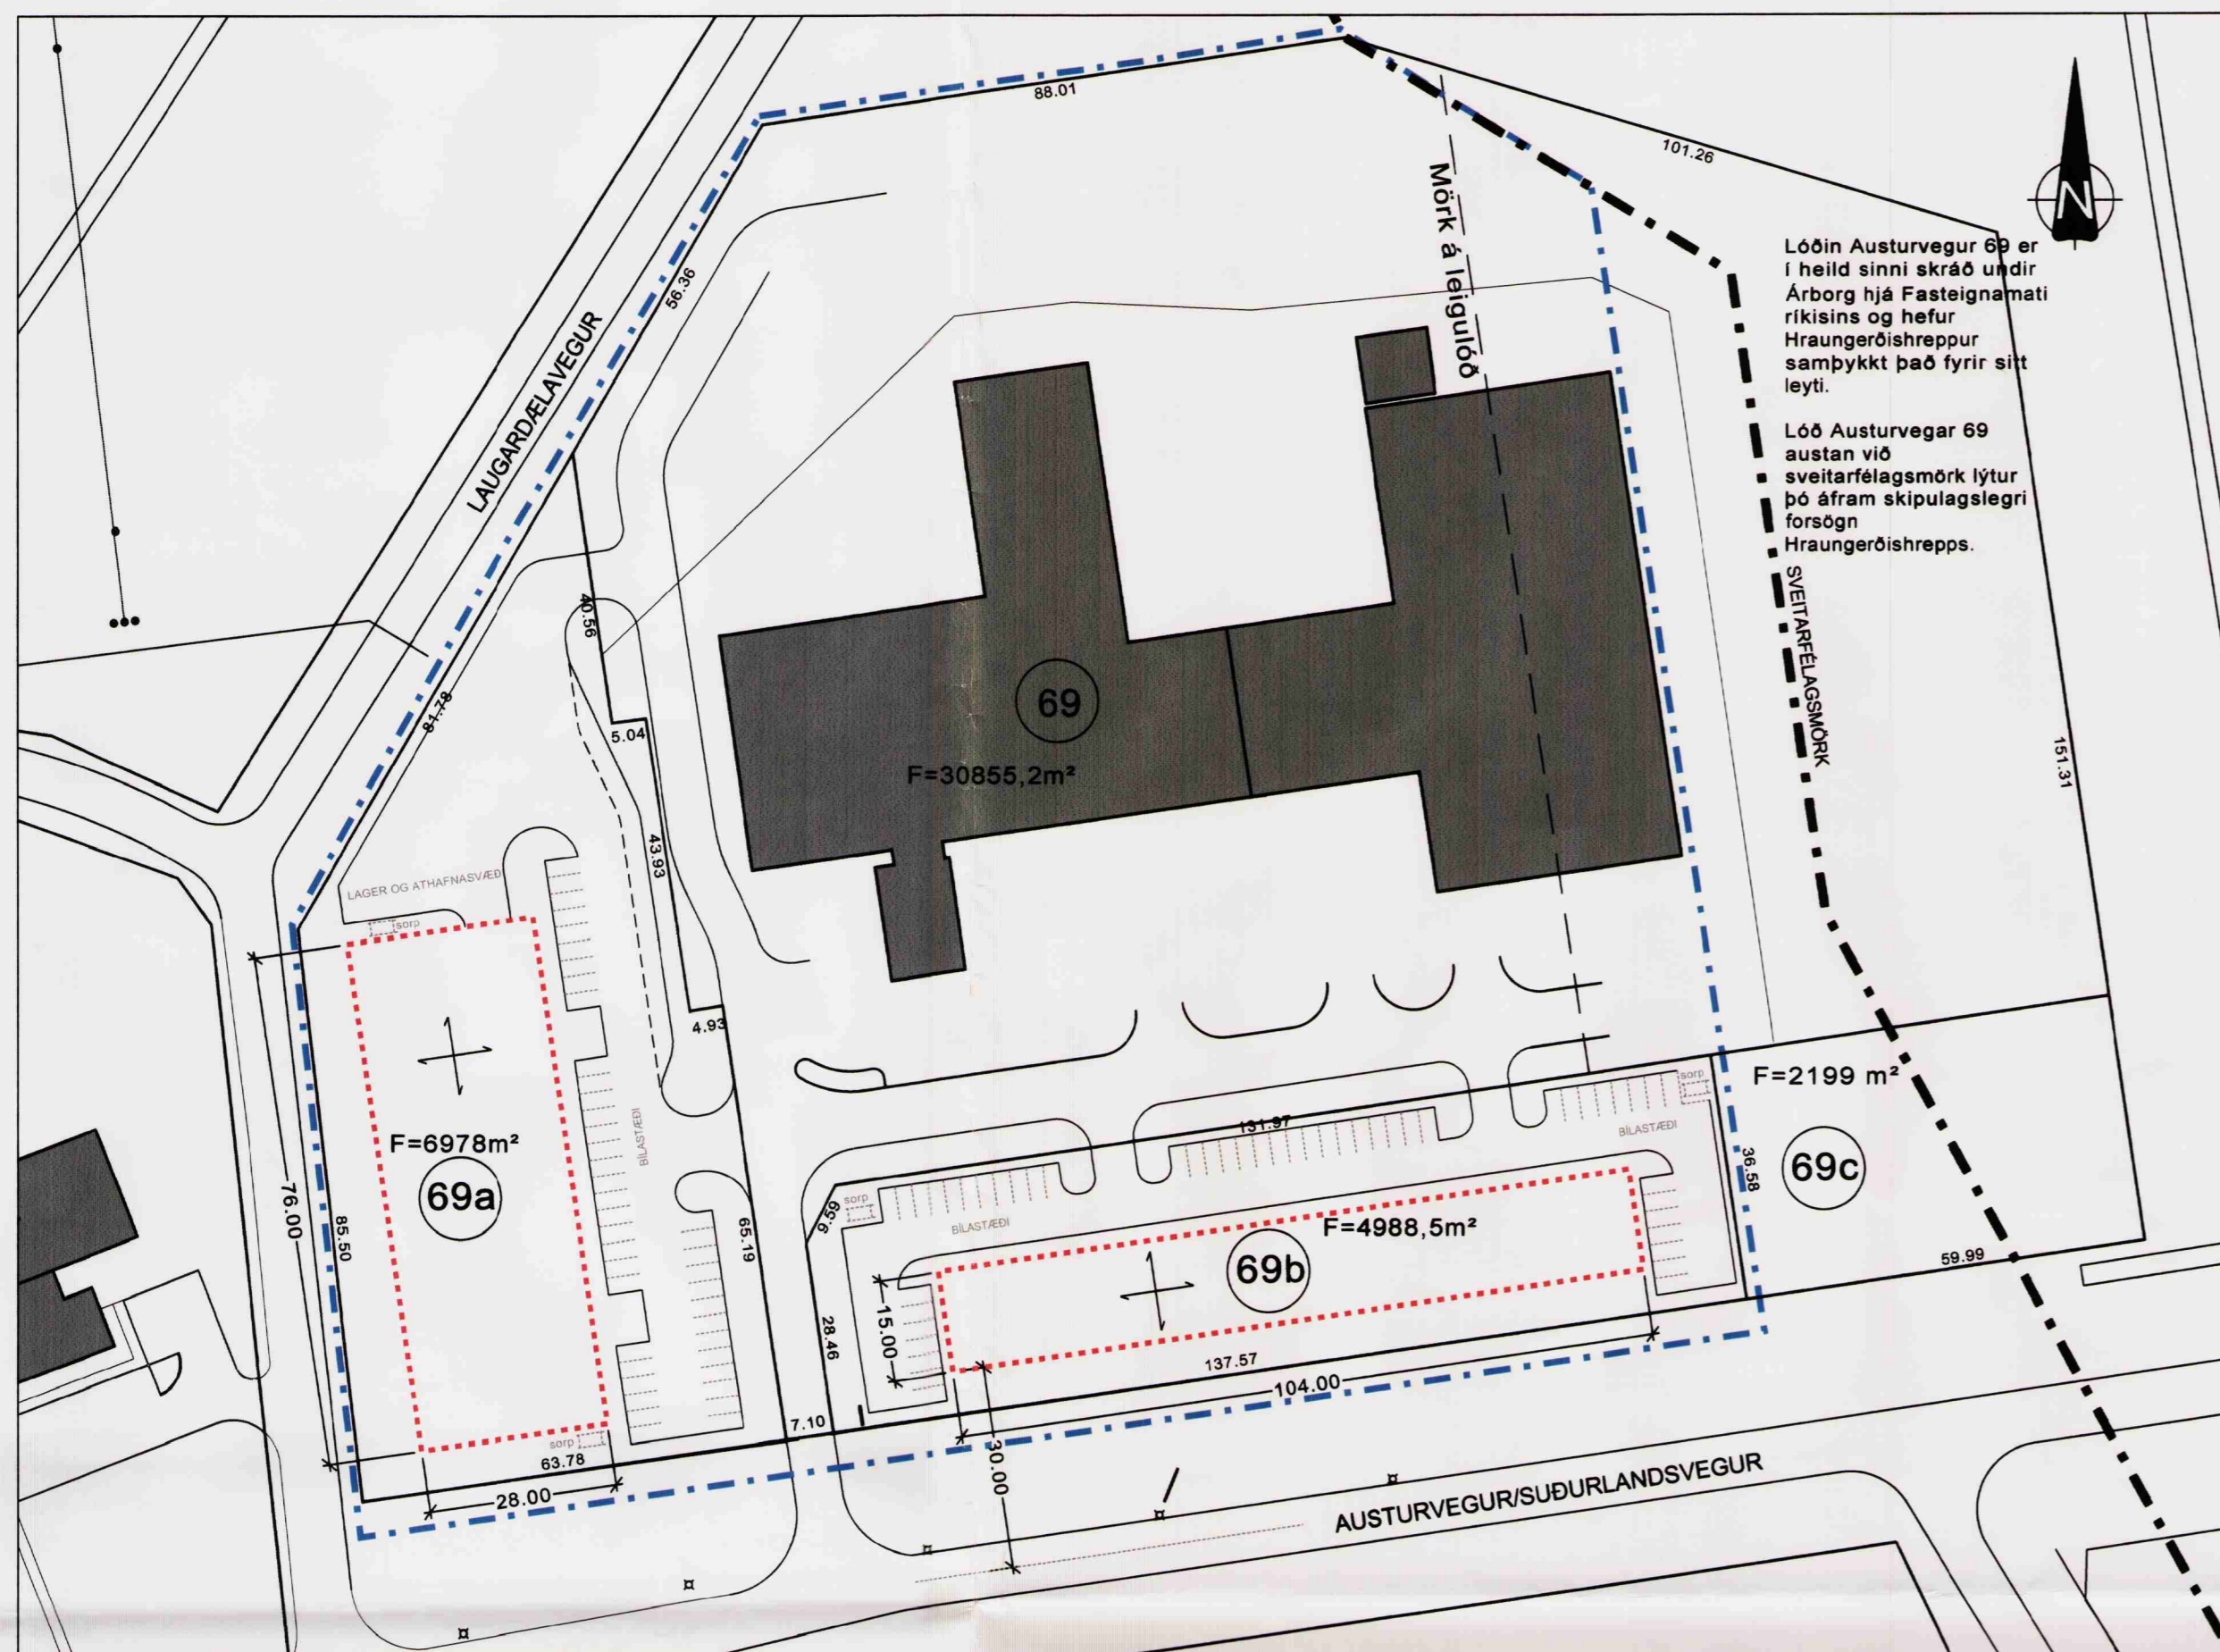 88.01
101.26
N
Mörk á leigulóð
Lóðin Austurvegur 69 er
í heild sinni skráð undir
Árborg hjá Fasteignamati
ríkisins og hefur
Hraungerðishreppur
samþykkt það fyrir sitt
leyti.
Lóð Austurvegar 69
austan við
sveitarfélagsmörk lýtur
þó áfram skipulagslegri
forsögn
Hraungerðishrepps.
56.36
LAUGARDÆLAVEGUR
SVEITARFÉLAGSMÖRK
40.56
81.78
5.04
69
F=30855,2m²
151.31
43.93
LAGER OG ATHAFNASVÆÐ
sorp
4.93
F=2199 m²
69c
sorp
BÍLASTÆÐI
131.97
36.58
F=6978m²
69a
BÍLASTÆÐI
76.00
85.50
65.19
9.59
sorp
BÍLASTÆÐI
F=4988,5m²
69b
59.99
28.46
15.00
137.57
104.00
7.10
sorp
63.78
28.00
30.00
AUSTURVEGUR/SUÐURLANDSVEGUR